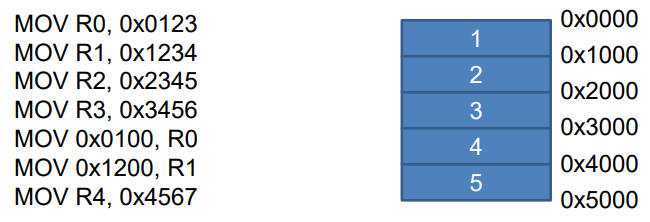 MOV R0, 0x0123
MOV R1, 0x1234
MOV R2, 0x2345
MOV R3, 0x3456
MOV 0x0100, R0
MOV 0x1200, R1
MOV R4, 0x4567
0x0000
1
0x1000
2
0x2000
3
0x3000
4
0x4000
5
0x5000